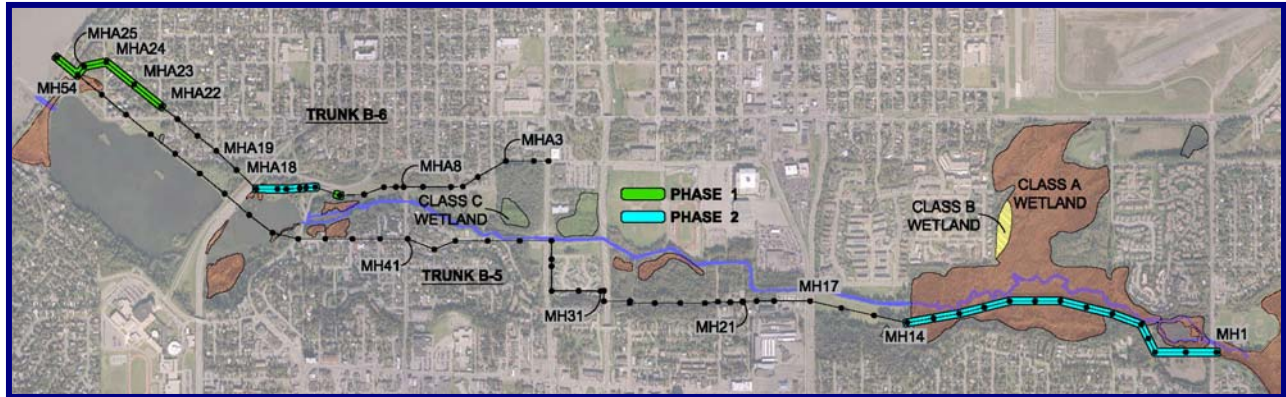 MHA25
MHA24
MHA23
MHA22
MH54
TRUNK B-6
MHA19
MHA18
MHA3
MHA8
CLASS C
WETLAND
PHASE 1
PHASE 2
CLASS A
WETLAND
CLASS B
WETLAND
MH41
TRUNK B-5
MH31
MH21
MH17
MH14
MH1